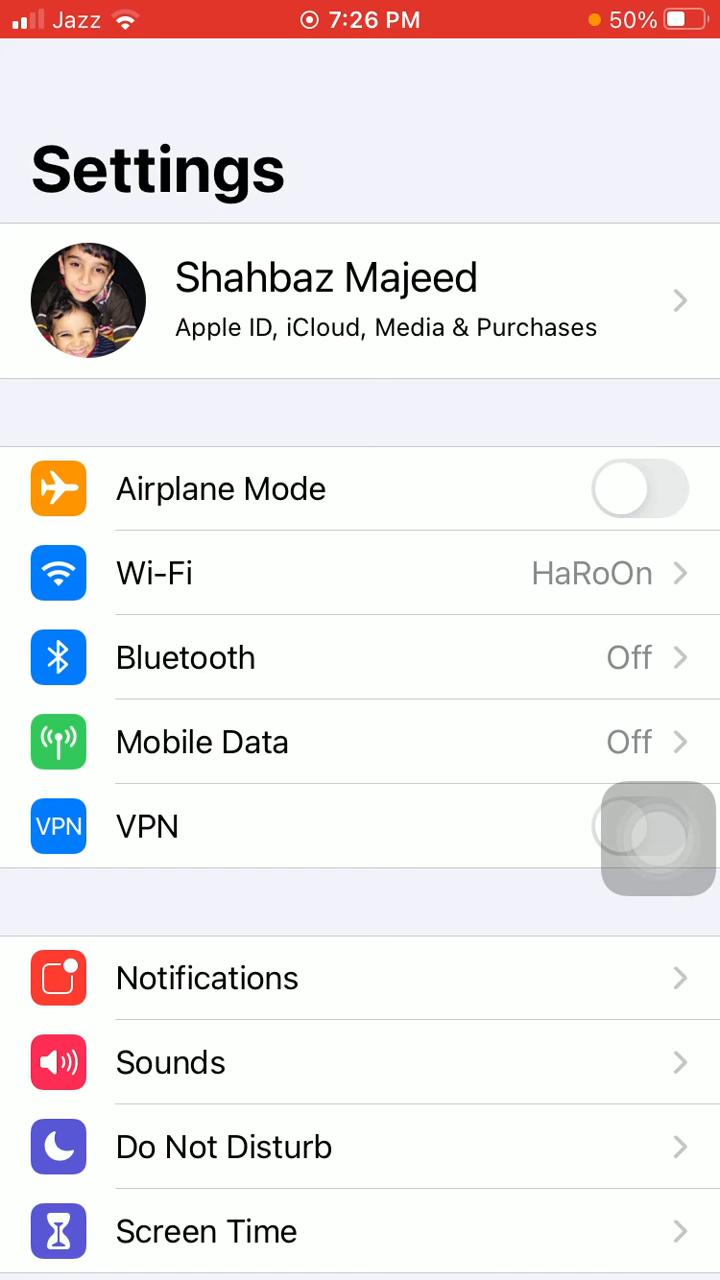 Jazz 7:26 PM 50%
Settings
Shahbaz Majeed
Apple ID, iCloud, Media & Purchases
Airplane Mode
Wi-Fi HaRoOn
Bluetooth Off
Mobile Data Off
VPN VPN
Notifications
Sounds
Do Not Disturb
Screen Time